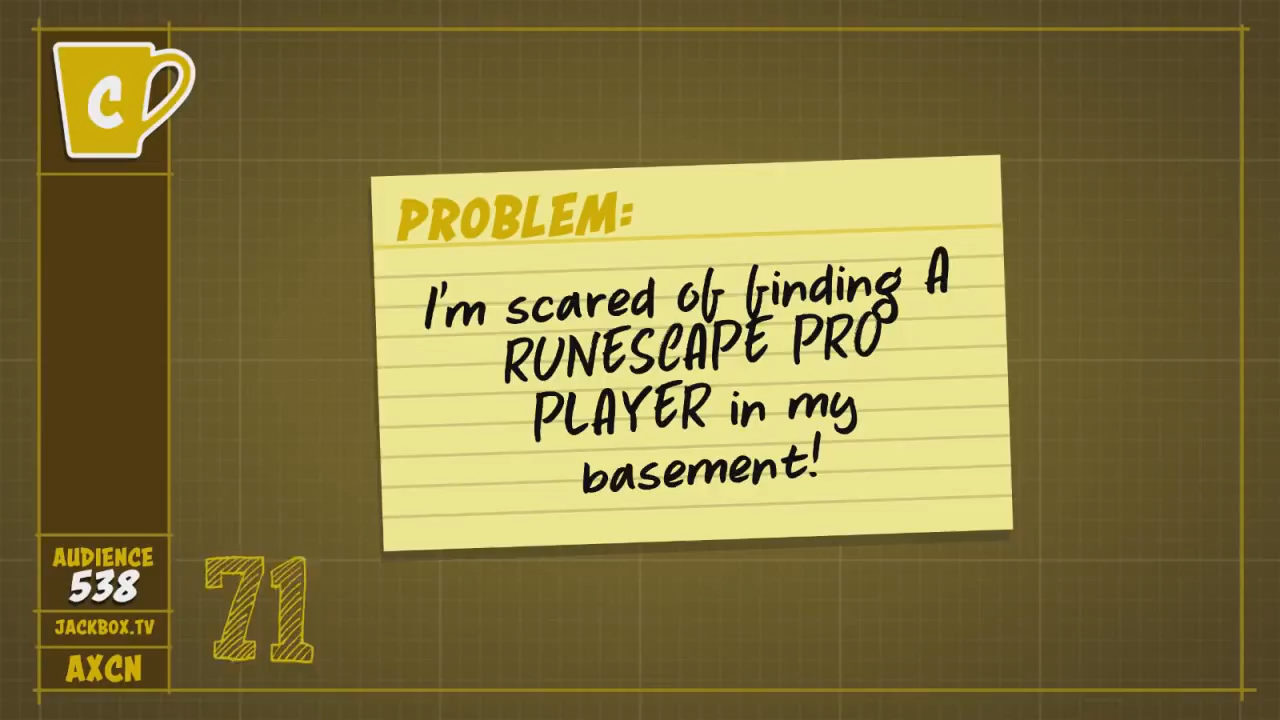 C
PROBLEM:
I'm scared of finding A
RUNESCAPE PRO
PLAYER in my
basement!
AUDIENCE
538
JACKBOX.TV
AXCN
71